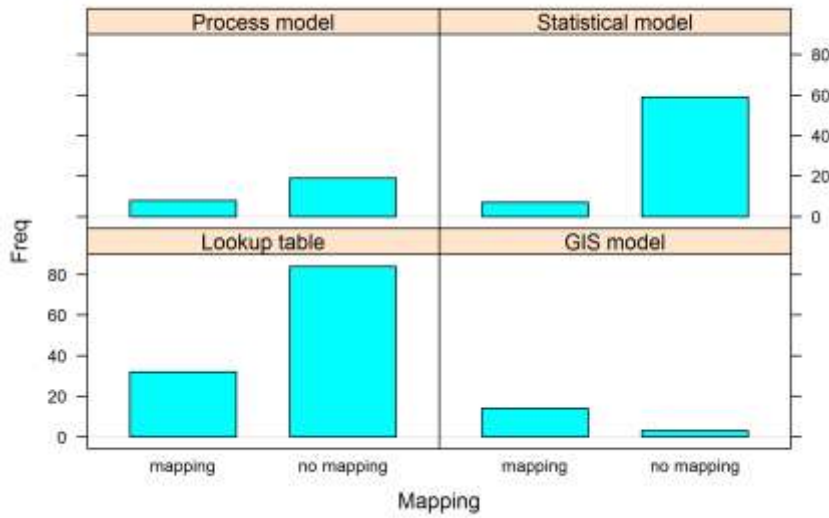 Process model
Statistical model
80
60
40
20
0
Freq
Lookup table
GIS model
80
60
40
20
0
mapping
no mapping
mapping
no mapping
Mapping